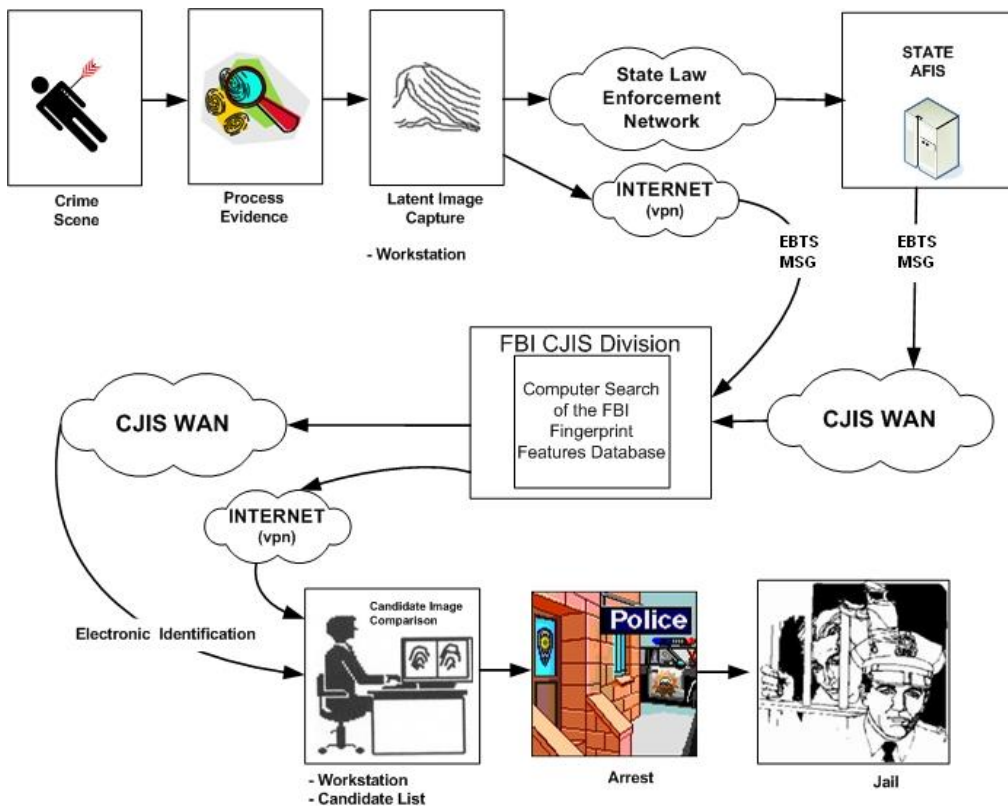 Crime
Scene
Process
Evidence
Latent Image
Capture
- Workstation
State Law
Enforcement
Network
INTERNET
(vpn)
STATE
AFIS
EBTS
MSG
EBTS
MSG
FBI CJIS Division
Computer Search
of the FBI
Fingerprint
Features Database
CJIS WAN
CJIS WAN
INTERNET
(vpn)
Electronic Identification
Candidate Image
Comparison
- Workstation
- Candidate List
Police
Arrest
Jail